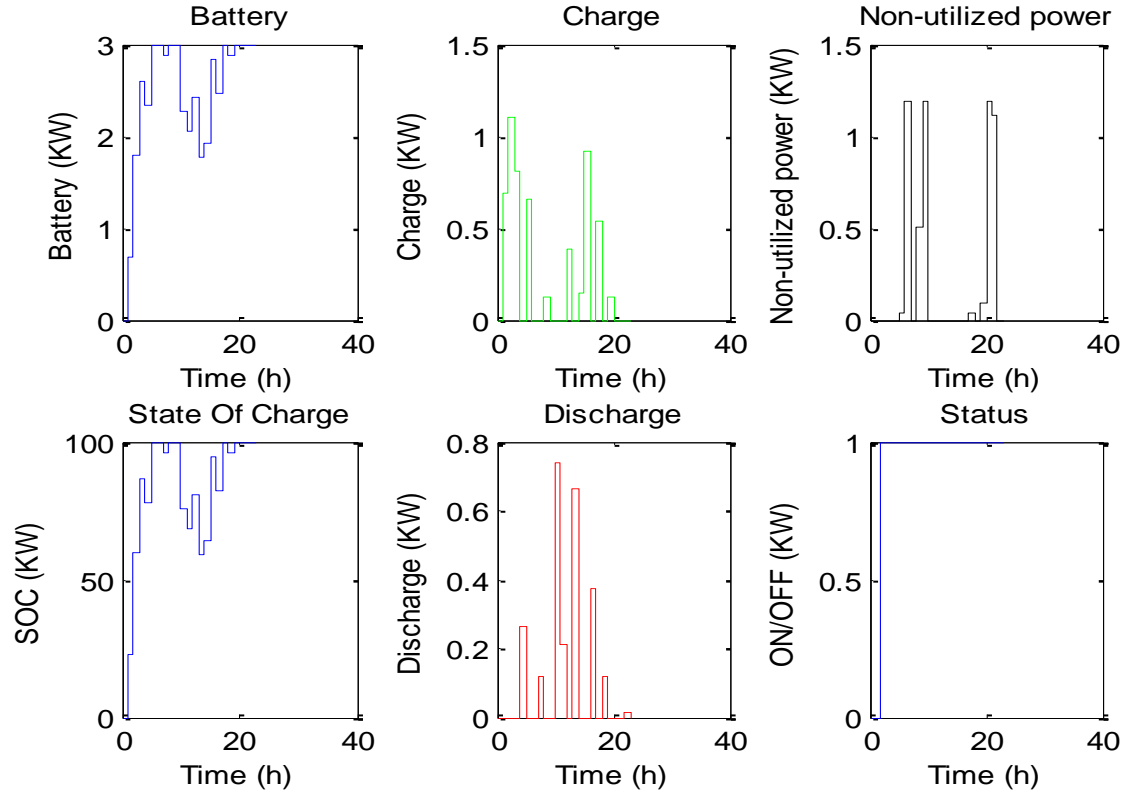 Battery
Charge
Non-utilized power
Battery (KW)
3
2
1
0
0
20
40
Time (h)
Charge (KW)
1.5
1
0.5
0
0
20
40
Time (h)
Non-utilized power (KW)
1.5
1
0.5
0
0
20
40
Time (h)
State Of Charge
Discharge
Status
SOC (KW)
100
50
0
0
20
40
Time (h)
Discharge (KW)
0.8
0.6
0.4
0.2
0
0
20
40
Time (h)
ON/OFF (KW)
1
0.5
0
0
20
40
Time (h)